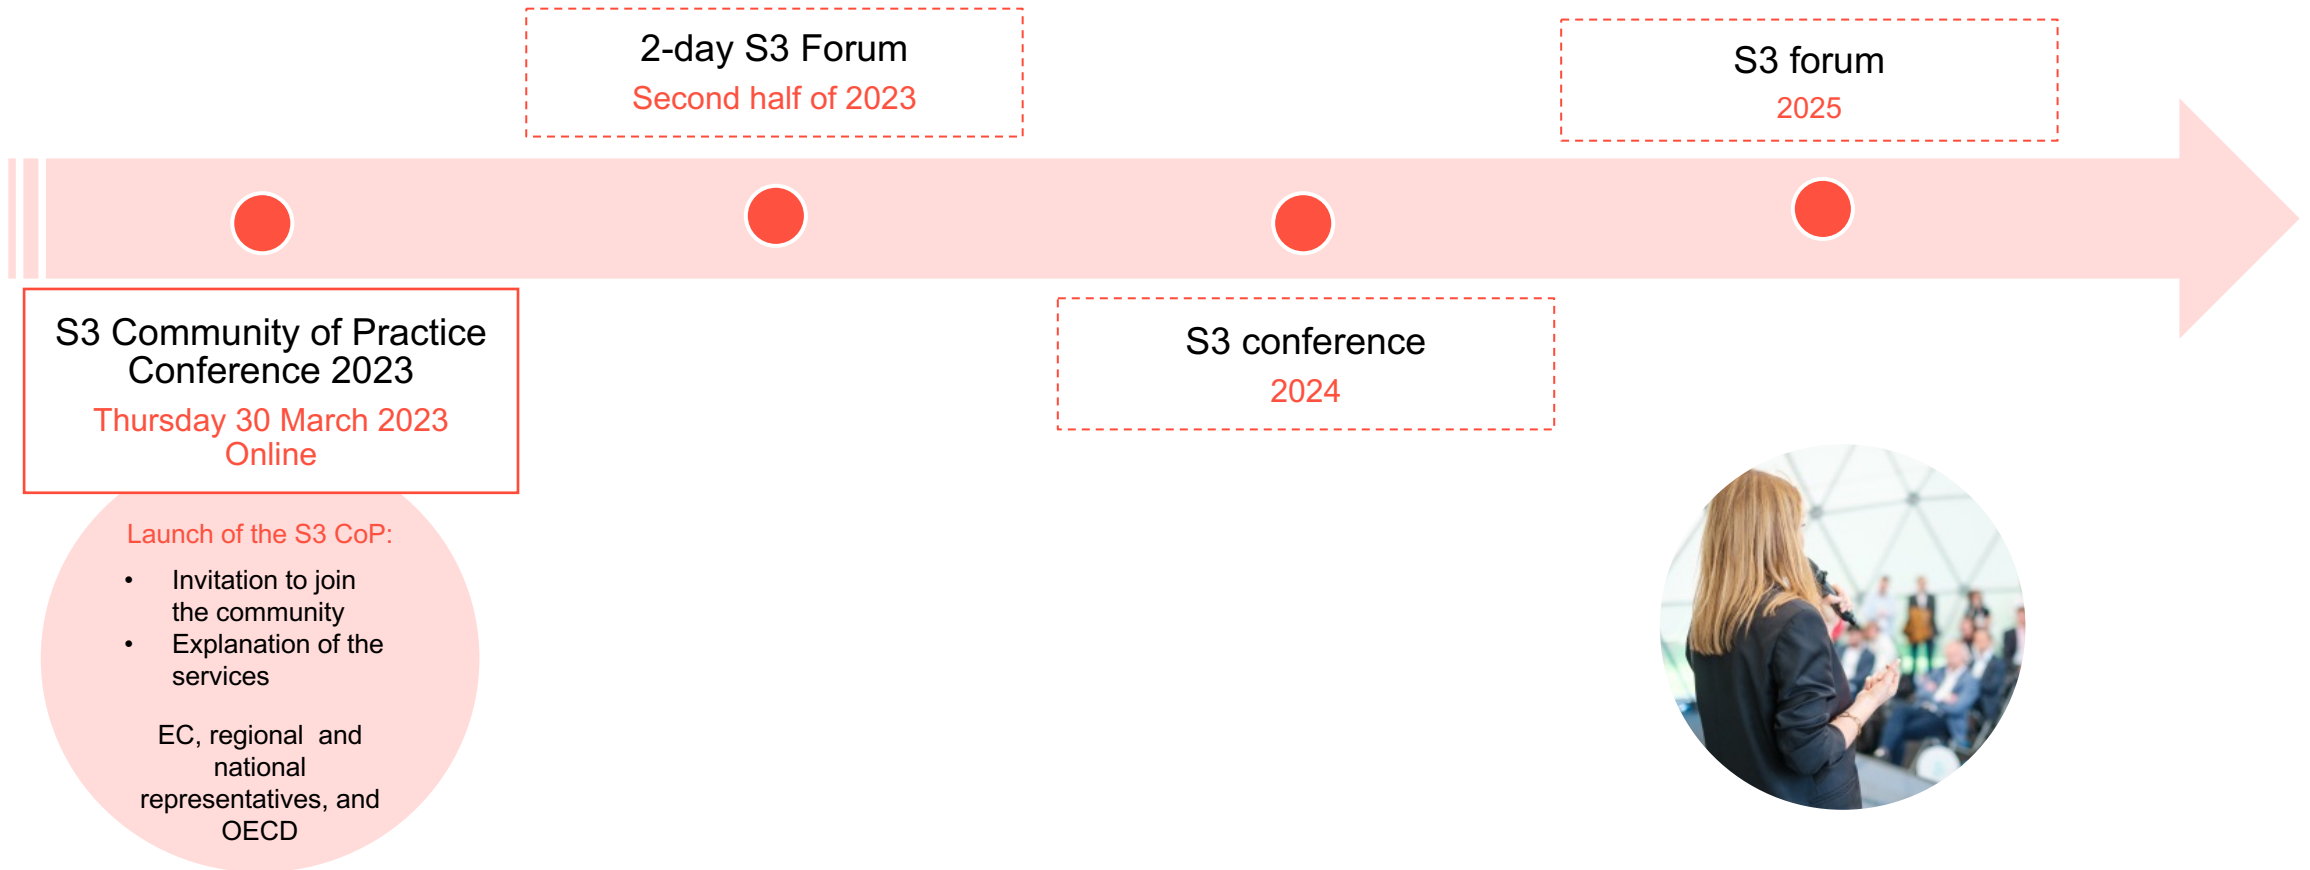 2-day S3 Forum
Second half of 2023
S3 forum
2025
S3 Community of Practice
Conference 2023
Thursday 30 March 2023
Online
S3 conference
2024
Launch of the S3 CoP:
• Invitation to join
the community
• Explanation of the
services
EC, regional and
national
representatives, and
OECD